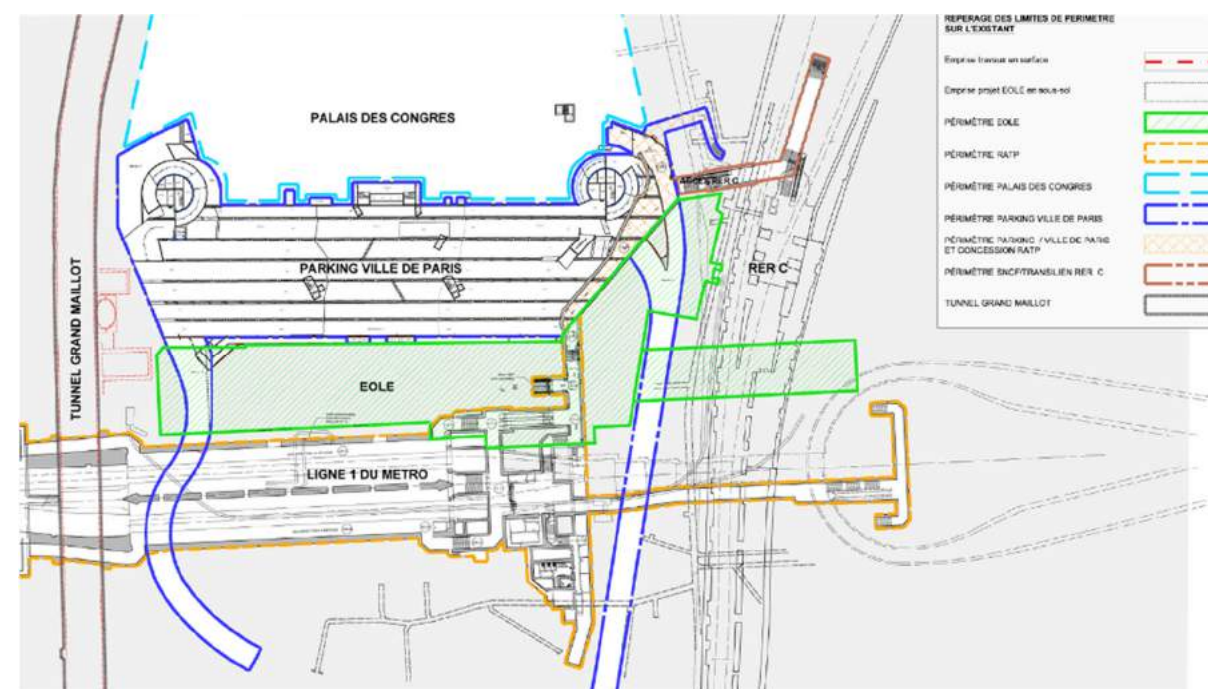 REPERAGE DES LIMITES DE PERIMETRE
SUR L'EXISTANT
Emprise travaux en surface
Emprise projet EOLE en sous-sol
PÉRIMÈTRE EOLE
PÉRIMÈTRE RATP
PÉRIMÈTRE PALAIS DES CONGRES
PÉRIMÈTRE PARKING VILLE DE PARIS
PÉRIMÈTRE PARKING / VILLE DE PARIS
ET CONCESSION RATP
PÉRIMÈTRE SNCF/TRANSILIEN RER C
TUNNEL GRAND MAILLOT
PALAIS DES CONGRES
ACCES RER C
PARKING VILLE DE PARIS
RER C
TUNNEL GRAND MAILLOT
EOLE
LIGNE 1 DU METRO